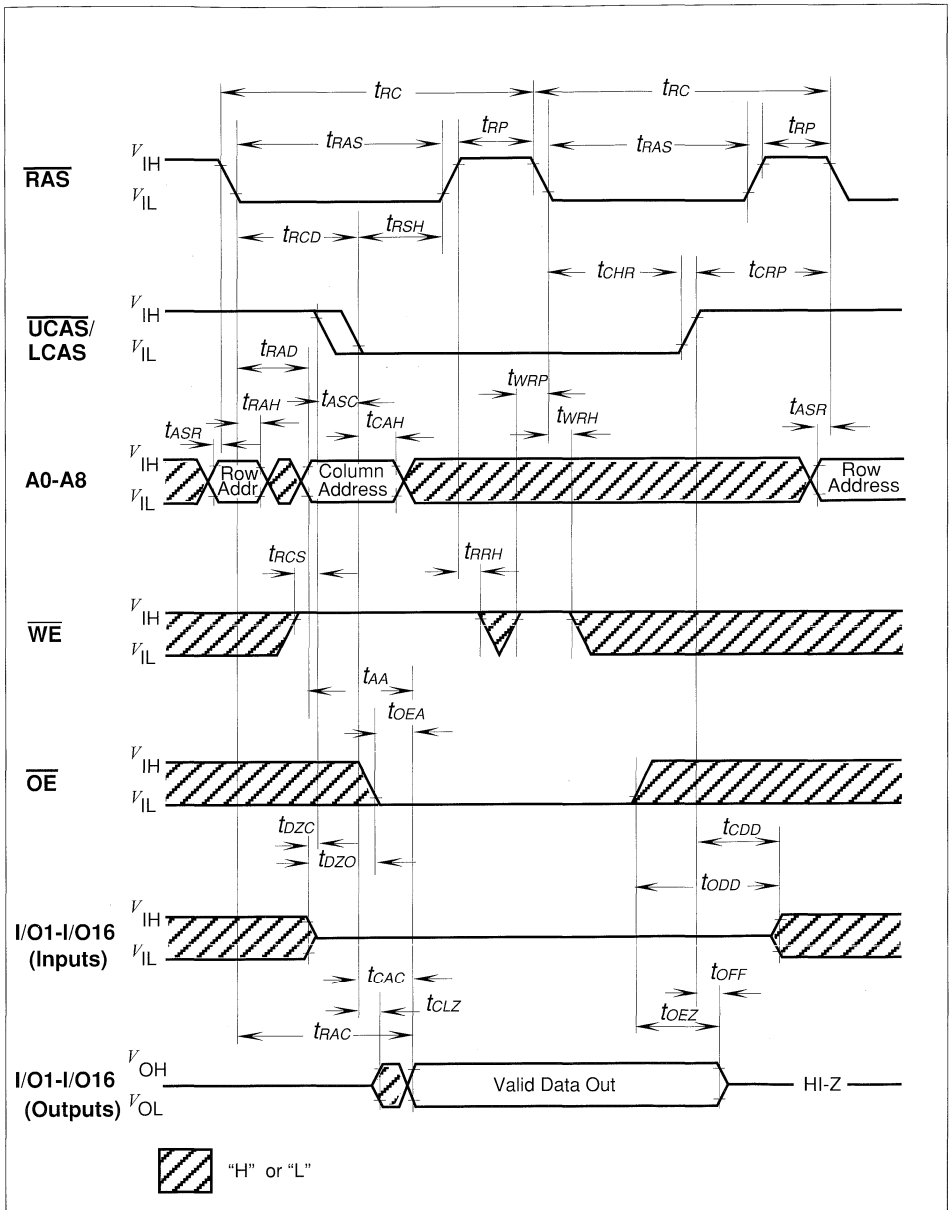 tRC tRC
tRP tRP
tRAS tRAS
RAS VIH
VIL
tRCD tRSH
tCHR tCRP
UCAS/ VIH
LCAS VIL
tRAD
tWRP
tASC
tRAH tCAH tWRH tASR
tASR
A0-A8 VIH Row Column Row
VIL Addr Address Address
tRCS tRRH
WE VIH
VIL
tAA
tOEA
OE VIH
VIL
tDZC tCDD
tDZO tODD
I/O1-I/O16 VIH
(Inputs) VIL
tCAC tOFF
tCLZ tOEZ
tRAC
I/O1-I/O16 VOH Valid Data Out HI-Z
(Outputs) VOL
"H" or "L"